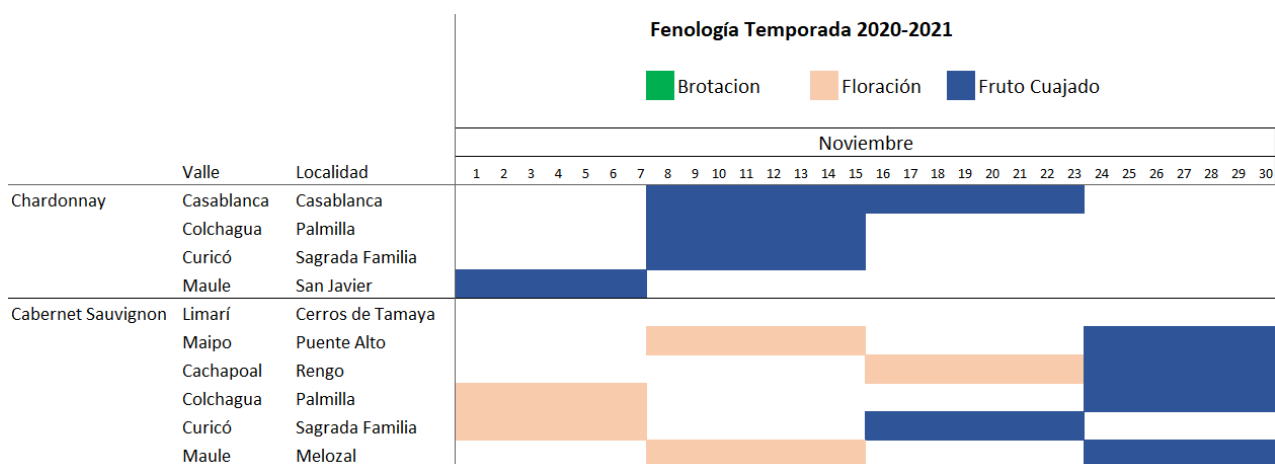 Fenología Temporada 2020-2021
Brotacion Floración Fruto Cuajado
Noviembre
Valle Localidad 1 2 3 4 5 6 7 8 9 10 11 12 13 14 15 16 17 18 19 20 21 22 23 24 25 26 27 28 29 30
Chardonnay Casablanca Casablanca
Colchagua Palmilla
Curicó Sagrada Familia
Maule San Javier
Cabernet Sauvignon Limarí Cerros de Tamaya
Maipo Puente Alto
Cachapoal Rengo
Colchagua Palmilla
Curicó Sagrada Familia
Maule Melozal